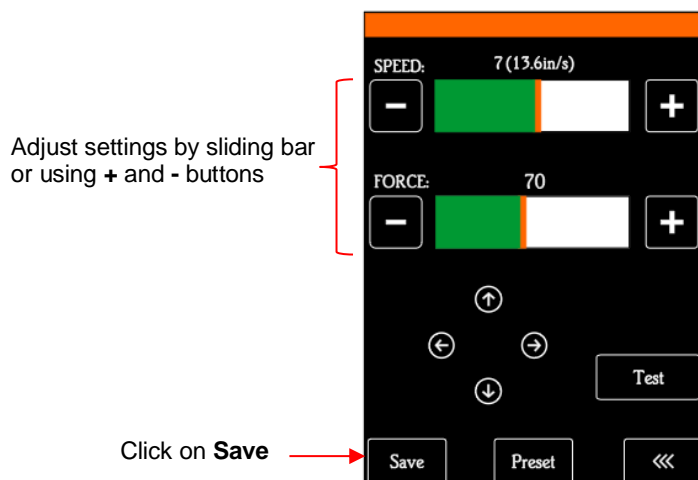 SPEED:
7(13.6in/s)
−
+
Adjust settings by sliding bar
or using + and - buttons
FORCE:
70
−
+
Test
Click on Save
Save
Preset
<<<